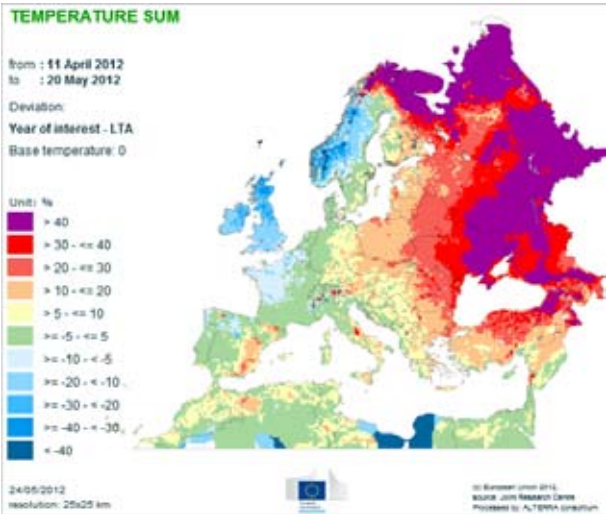 TEMPERATURE SUM
from : 11 April 2012
to : 20 May 2012
Deviation:
Year of interest - LTA
Base temperature: 0
Unit: %
> 40
> 30 - <= 40
> 20 - <= 30
> 10 - <= 20
> 5 - <= 10
>= -5 - <= 5
>= -10 - < -5
>= -20 - < -10
>= -30 - < -20
>= -40 - < -30
< -40
24/05/2012
resolution: 25x25 km
(c) European Union 2012,
source: Joint Research Centre
Processed by: ALTERRA consortium